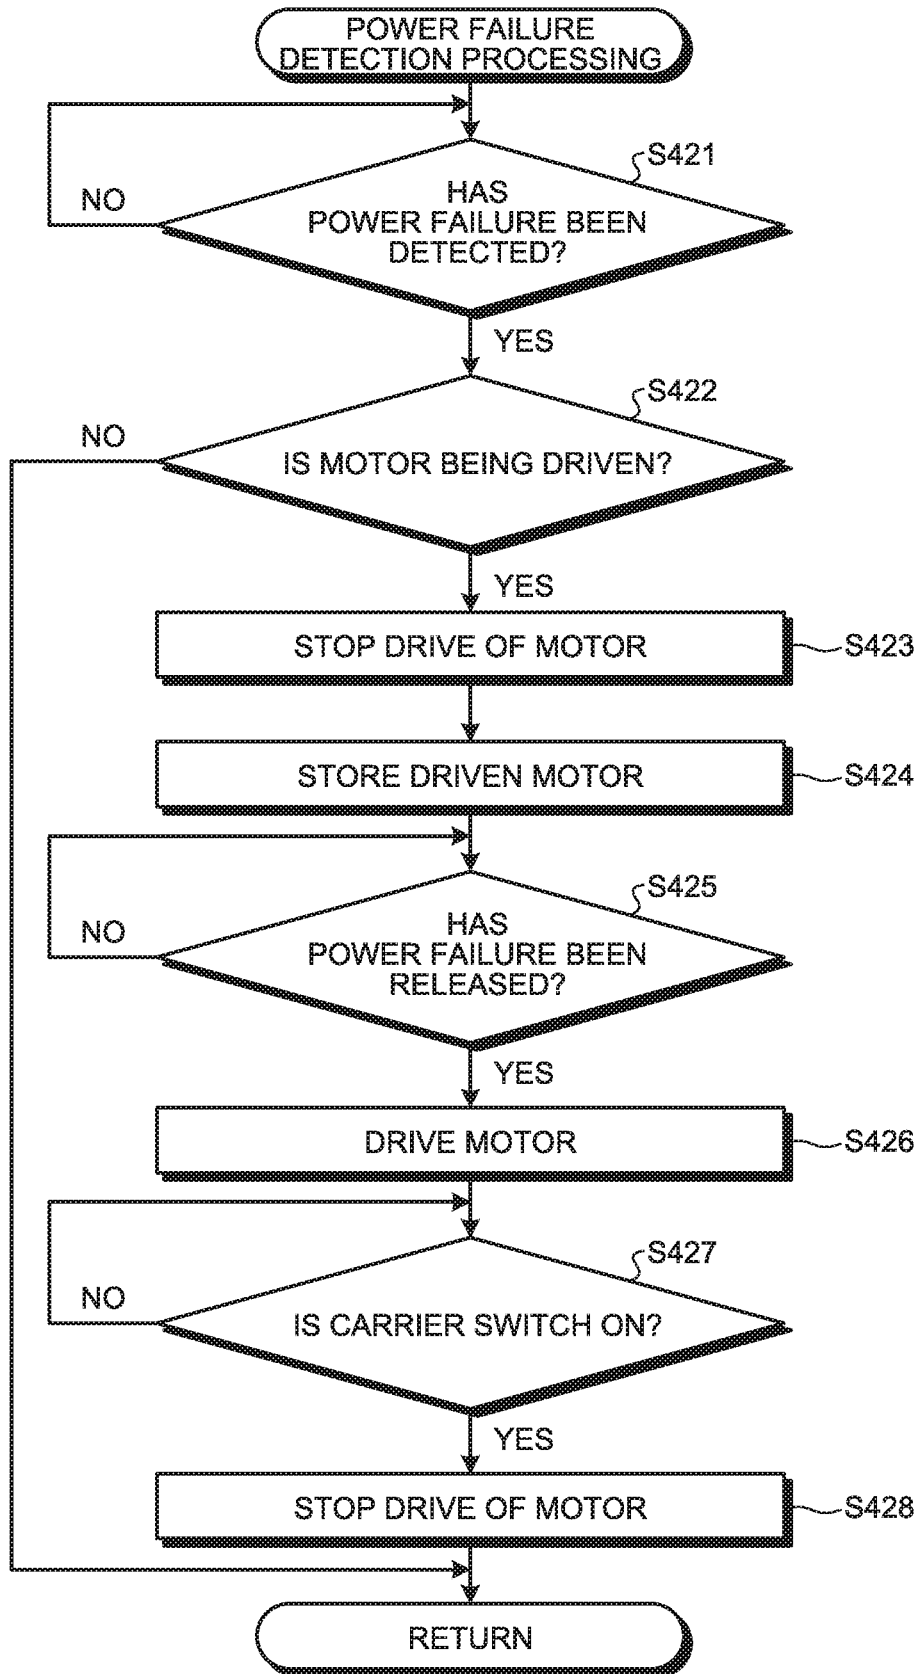 POWER FAILURE
DETECTION PROCESSING
S421
NO
HAS
POWER FAILURE BEEN
DETECTED?
YES
S422
NO
IS MOTOR BEING DRIVEN?
YES
STOP DRIVE OF MOTOR
S423
STORE DRIVEN MOTOR
S424
S425
NO
HAS
POWER FAILURE BEEN
RELEASED?
YES
DRIVE MOTOR
S426
S427
NO
IS CARRIER SWITCH ON?
YES
STOP DRIVE OF MOTOR
S428
RETURN